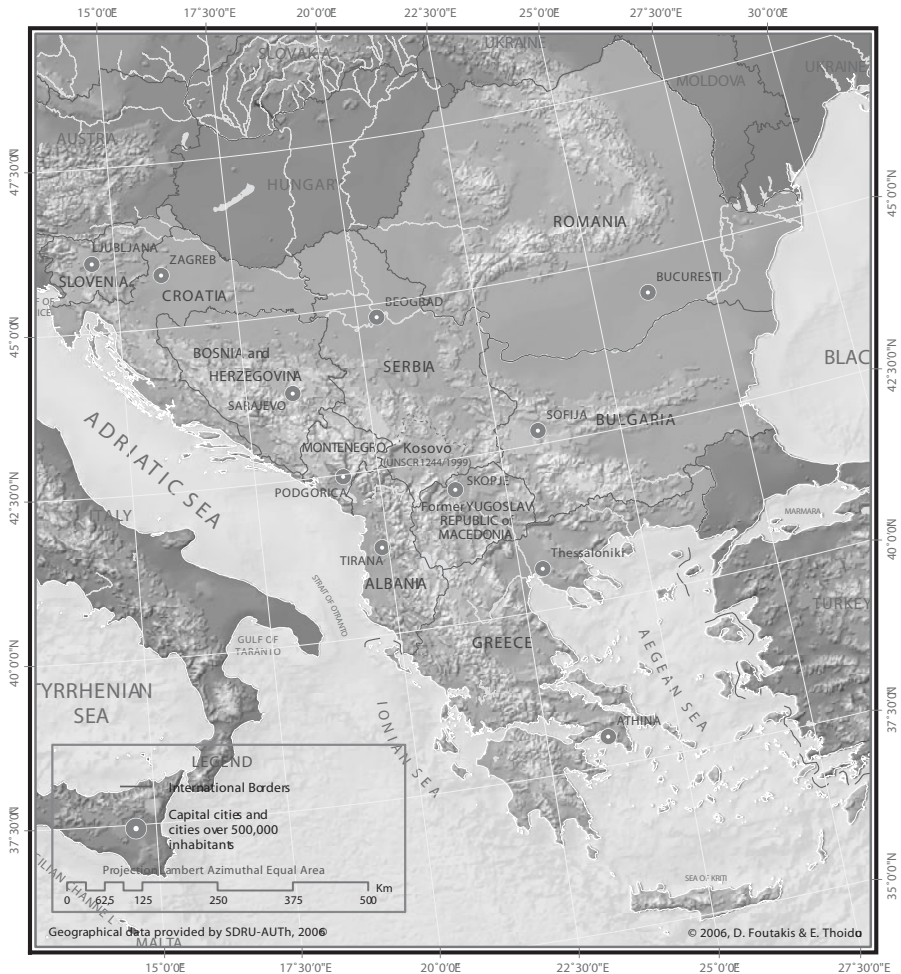 15°0'0"E 17°30'0"E 20°0'0"E 22°30'0"E 25°0'0"E 27°30'0"E 30°0'0"E
SLOVAKIA
UKRAINE
UKRAINE
MOLDOVA
AUSTRIA
47°30'0"N
HUNGARY
45°0'0"N
ROMANIA
LJUBLJANA
ZAGREB
SLOVENIA
BUCURESTI
CROATIA
BEOGRAD
45°0'0"N
BOSNIA and
HERZEGOVINA
SERBIA
BLAC
42°30'0"N
SARAJEVO
SOFIJA
BULGARIA
ADRIATIC SEA
MONTENEGRO
Kosovo
(UNSCR1244/1999)
PODGORICA
SKOPJE
42°30'0"N
Former YUGOSLAV
REPUBLIC of
MACEDONIA
MARMARA
ALY
40°0'0"N
TIRANA
Thessaloniki
ALBANIA
STRAIT OF OTRANTO
TURKEY
GULF OF
TARANTO
GREECE
AEGEAN SEA
40°0'0"N
TYRRHENIAN
SEA
IONIAN SEA
ATHINA
37°30'0"N
LEGEND
International Borders
Capital cities and
cities over 500,000
inhabitants
37°30'0"N
Projection Lambert Azimuthal Equal Area
0 62,5 125 250 375 500 Km
CILIAN CHANNEL
SEA OF KRITI
35°0'0"N
Geographical data provided by SDRU-AUTh, 2006
© 2006, D. Foutakis & E. Thoidou
MALTA
15°0'0"E 17°30'0"E 20°0'0"E 22°30'0"E 25°0'0"E 27°30'0"E